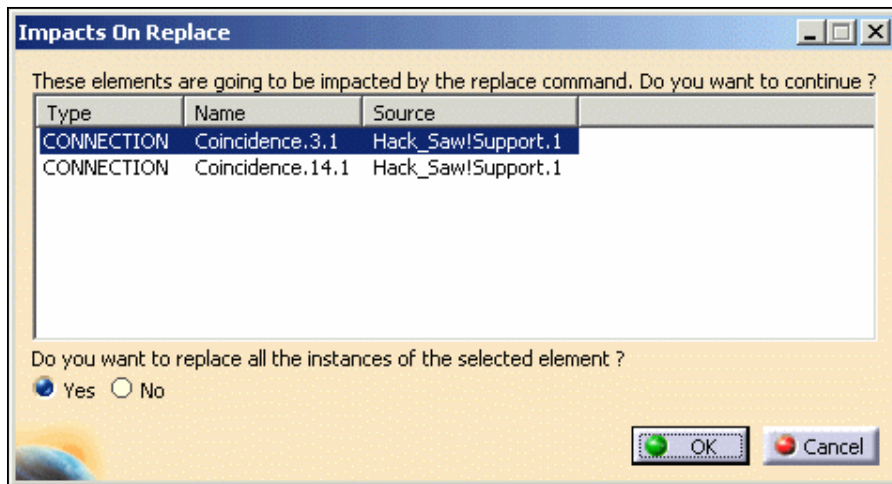 Impacts On Replace
These elements are going to be impacted by the replace command. Do you want to continue ?
Type Name Source
CONNECTION Coincidence.3.1 Hack_Saw!Support.1
CONNECTION Coincidence.14.1 Hack_Saw!Support.1
Do you want to replace all the instances of the selected element ?
Yes No
OK Cancel